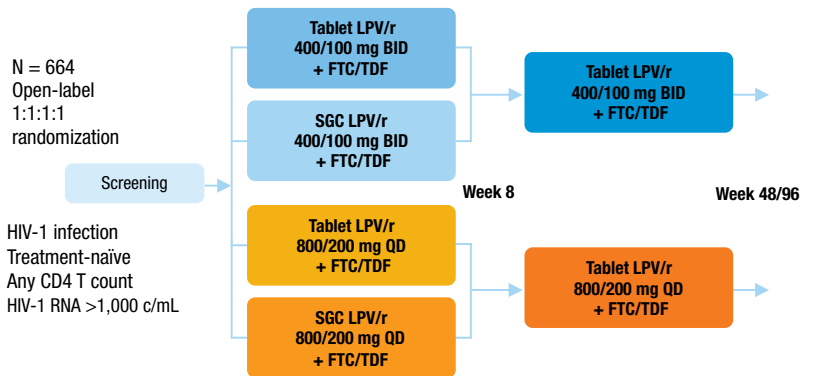 N = 664
Open-label
1:1:1:1
randomization
Screening
HIV-1 infection
Treatment-naïve
Any CD4 T count
HIV-1 RNA >1,000 c/mL
Tablet LPV/r
400/100 mg BID
+ FTC/TDF
SGC LPV/r
400/100 mg BID
+ FTC/TDF
Tablet LPV/r
800/200 mg QD
+ FTC/TDF
SGC LPV/r
800/200 mg QD
+ FTC/TDF
Week 8
Tablet LPV/r
400/100 mg BID
+ FTC/TDF
Tablet LPV/r
800/200 mg QD
+ FTC/TDF
Week 48/96